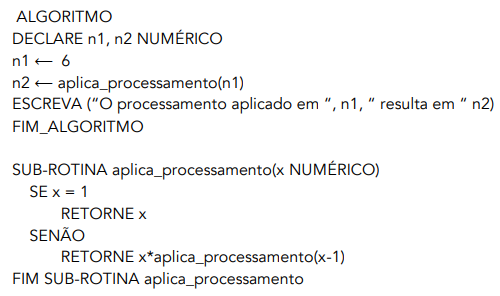 ALGORITMO
DECLARE n1, n2 NUMÉRICO
n1 ⟵ 6
n2 ⟵ aplica_processamento(n1)
ESCREVA (“O processamento aplicado em ”, n1, “ resulta em ” n2)
FIM_ALGORITMO
SUB-ROTINA aplica_processamento(x NUMÉRICO)
SE x = 1
RETORNE x
SENÃO
RETORNE x*aplica_processamento(x-1)
FIM SUB-ROTINA aplica_processamento